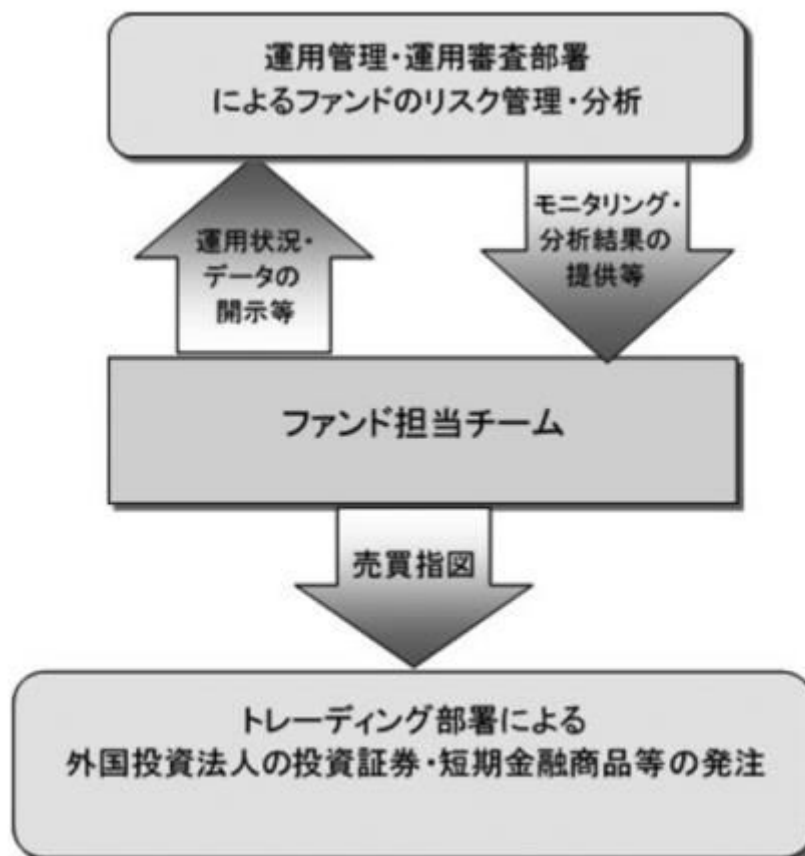 運用管理・運用審査部署
によるファンドのリスク管理・分析
運用状況・
データの
開示等
モニタリング・
分析結果の
提供等
ファンド担当チーム
売買指図
トレーディング部署による
外国投資法人の投資証券・短期金融商品等の発注